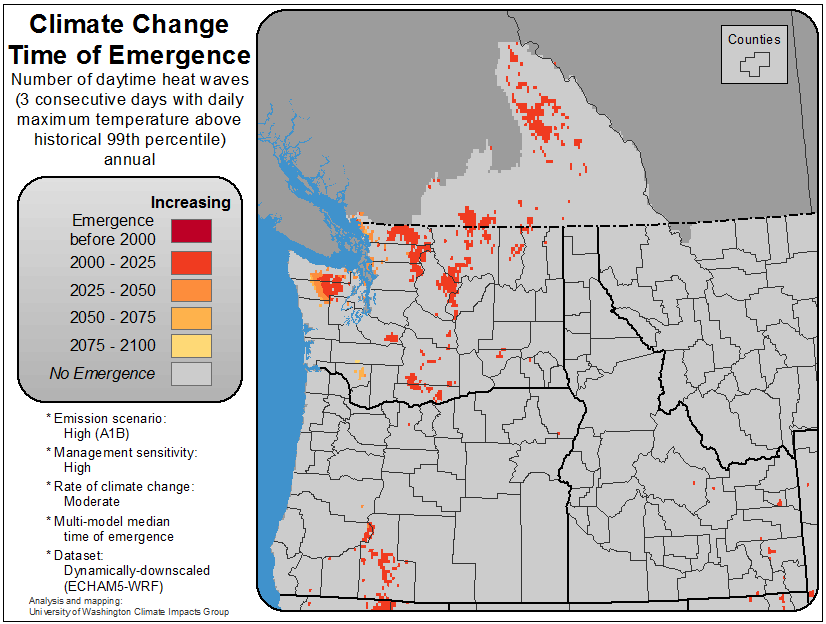 Climate Change
Time of Emergence
Number of daytime heat waves
(3 consecutive days with daily
maximum temperature above
historical 99th percentile)
annual
Increasing
Emergence
before 2000
2000 - 2025
2025 - 2050
2050 - 2075
2075 - 2100
No Emergence
* Emission scenario:
High (A1B)
* Management sensitivity:
High
* Rate of climate change:
Moderate
* Multi-model median
time of emergence
* Dataset:
Dynamically-downscaled
(ECHAM5-WRF)
Analysis and mapping:
University of Washington Climate Impacts Group
Counties